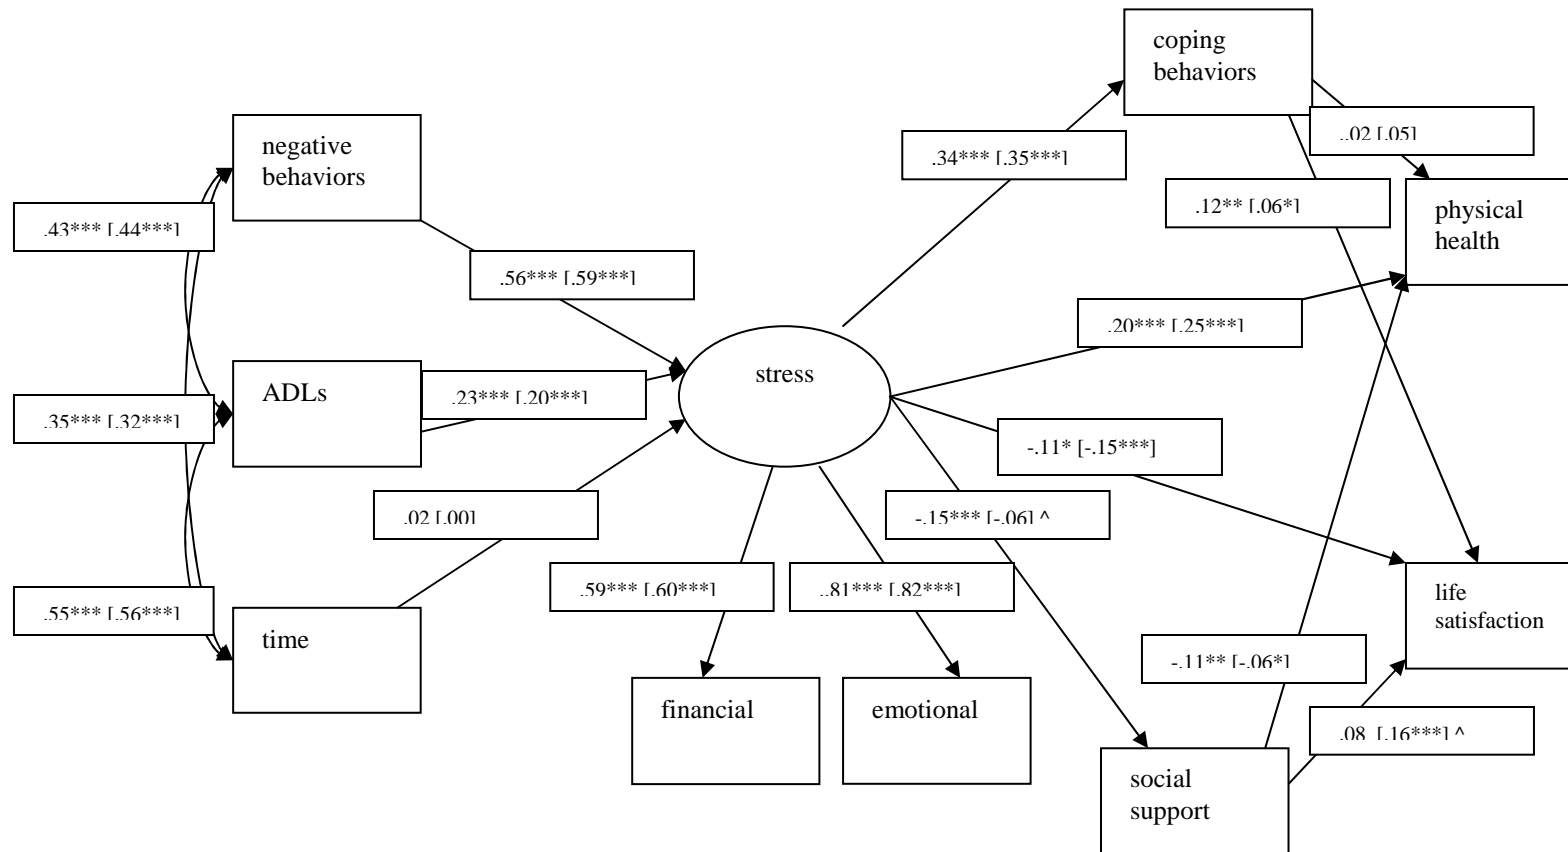 coping
behaviors
negative
behaviors
..02 [.05]
.34*** [.35***]
.12** [.06*]
physical
health
.43*** [.44***]
.56*** [.59***]
.20*** [.25***]
stress
ADLs
.23*** [.20***]
.35*** [.32***]
-.11* [-.15***]
.02 [.00]
-.15*** [-.06] ^
.59*** [.60***]
..81*** [.82***]
.55*** [.56***]
life
satisfaction
time
-.11** [-.06*]
financial
emotional
.08 [.16***] ^
social
support